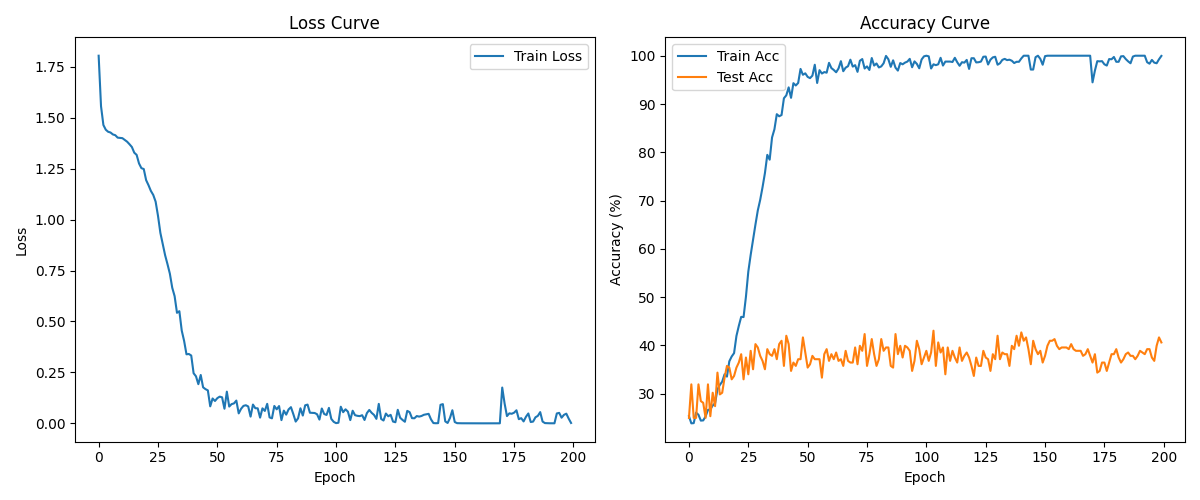 Loss Curve
Train Loss
1.75
1.50
1.25
1.00
0.75
0.50
0.25
0.00
Loss
0 25 50 75 100 125 150 175 200
Epoch
Accuracy Curve
Train Acc
Test Acc
100
90
80
70
60
50
40
30
Accuracy (%)
0 25 50 75 100 125 150 175 200
Epoch